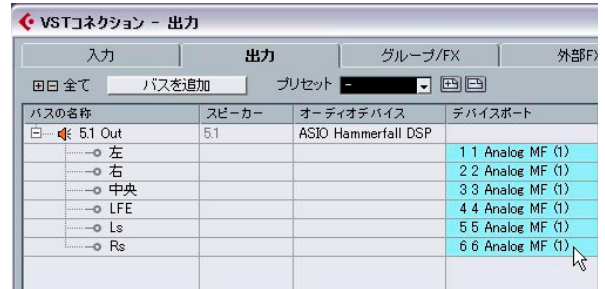 VSTコネクション - 出力
入力 出力 グループ/FX 外部FX
全て バスを追加 プリセット -
バスの名称 スピーカー オーディオデバイス デバイスポート
5.1 Out 5.1 ASIO Hammerfall DSP
左 1 1 Analog MF (1)
右 2 2 Analog MF (1)
中央 3 3 Analog MF (1)
LFE 4 4 Analog MF (1)
Ls 5 5 Analog MF (1)
Rs 6 6 Analog MF (1)